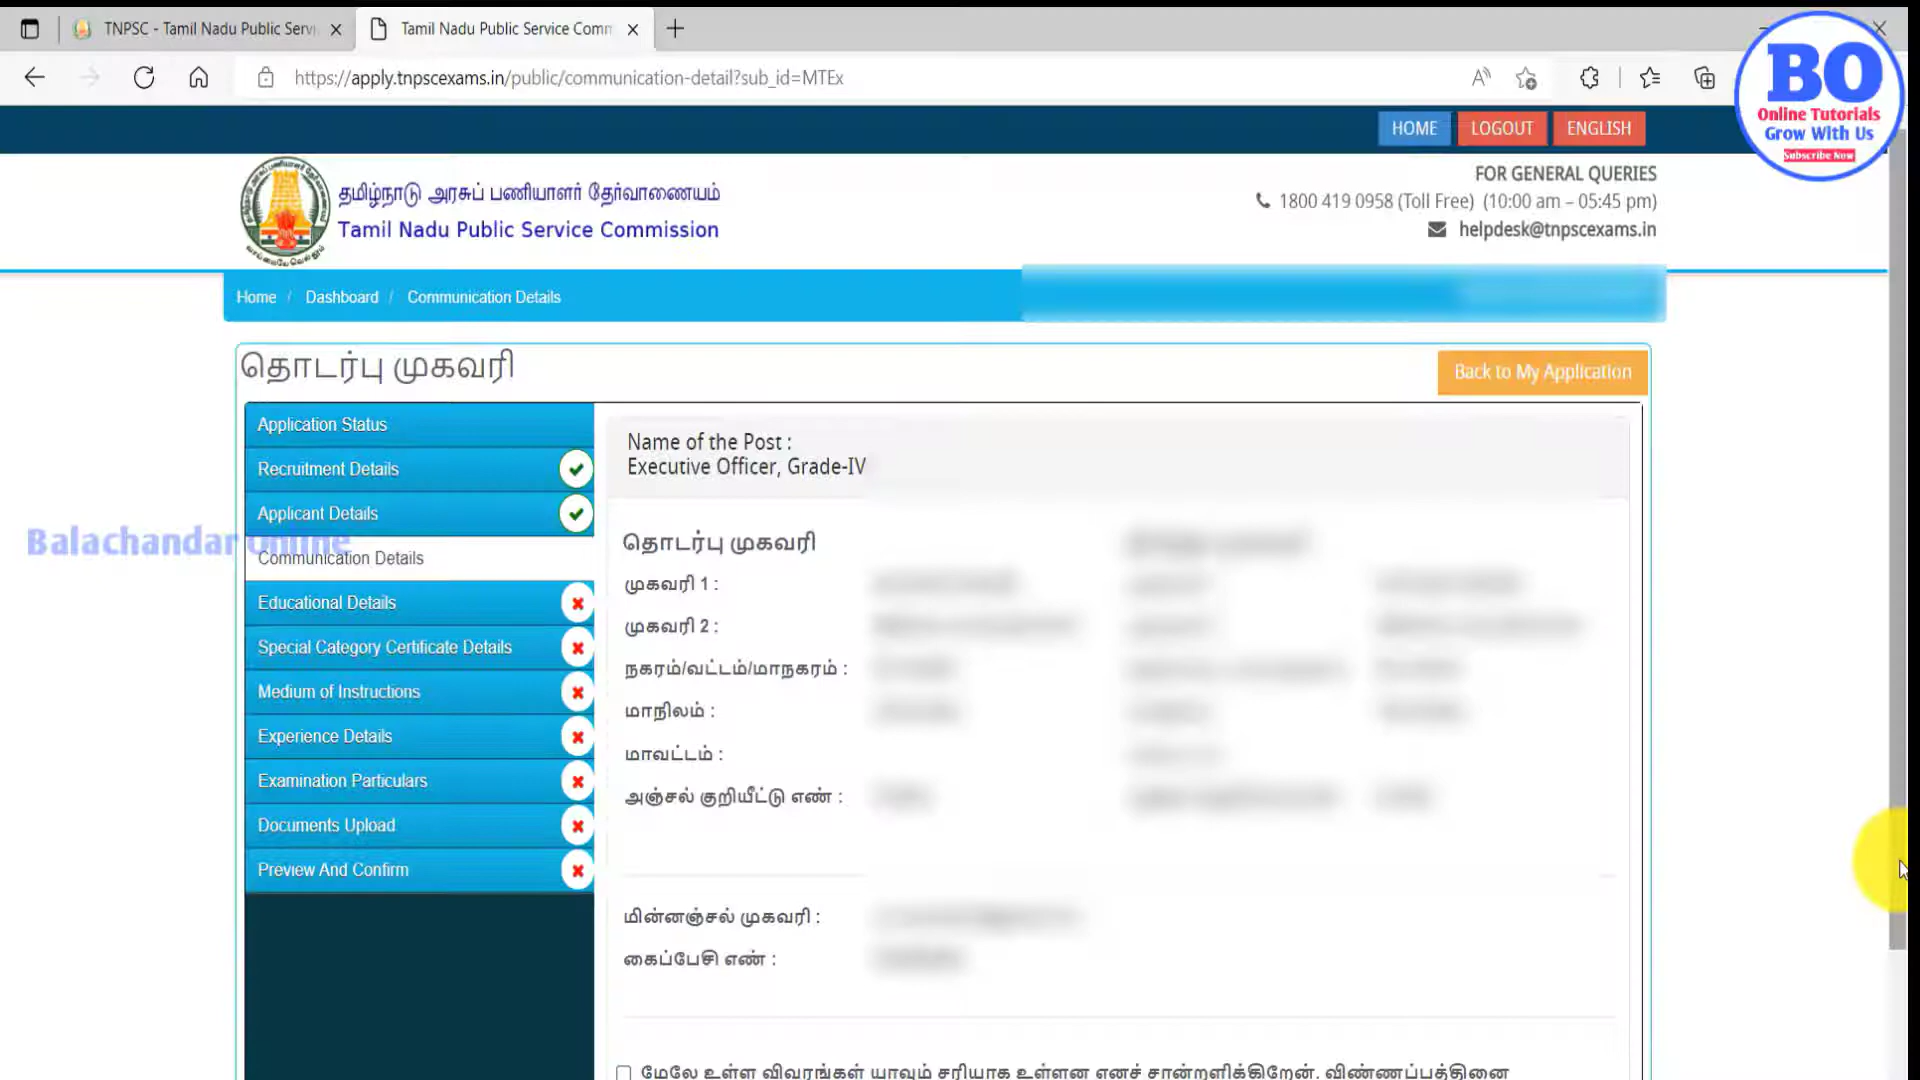 TNPSC - Tamil Nadu Public Servi
Tamil Nadu Public Service Comm
https://apply.tnpscexams.in/public/communication-detail?sub_id=MTEx
BO
Online Tutorials
Grow With Us
Subscribe Now
HOME
LOGOUT
ENGLISH
தமிழ்நாடு அரசுப் பணியாளர் தேர்வாணையம்
Tamil Nadu Public Service Commission
FOR GENERAL QUERIES
1800 419 0958 (Toll Free) (10:00 am – 05:45 pm)
helpdesk@tnpscexams.in
Home / Dashboard / Communication Details
தொடர்பு முகவரி
Back to My Application
Application Status
Recruitment Details
Applicant Details
Communication Details
Educational Details
Special Category Certificate Details
Medium of Instructions
Experience Details
Examination Particulars
Documents Upload
Preview And Confirm
Balachandar Online
Name of the Post :
Executive Officer, Grade-IV
தொடர்பு முகவரி
முகவரி 1 :
முகவரி 2 :
நகரம்/வட்டம்/மாநகரம் :
மாநிலம் :
மாவட்டம் :
அஞ்சல் குறியீட்டு எண் :
மின்னஞ்சல் முகவரி :
கைப்பேசி எண் :
மேலே உள்ள விவரங்கள் யாவும் சரியாக உள்ளன எனச் சான்றளிக்கிறேன். விண்ணப்பத்தினை